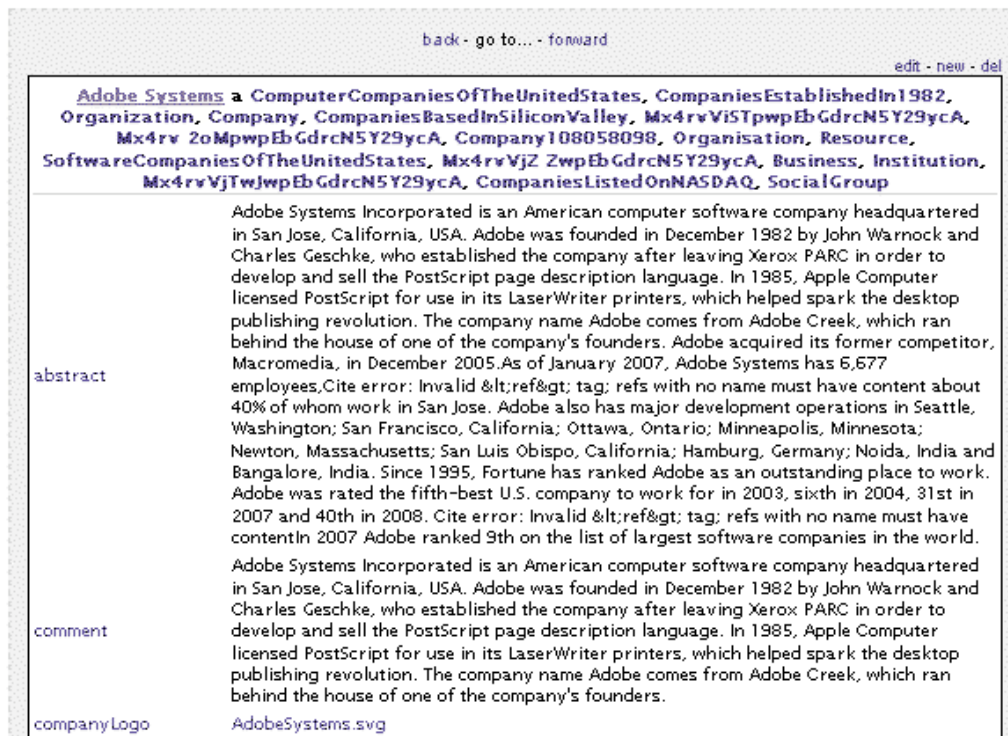 back - go to... - forward
edit - new - del
Adobe Systems a ComputerCompaniesOfTheUnitedStates, CompaniesEstablishedIn1982,
Organization, Company, CompaniesBasedInSiliconValley, Mx4rvViSTpwpEbGdrcN5Y29ycA,
Mx4rv 2oMpwpEbGdrcN5Y29ycA, Company108058098, Organisation, Resource,
SoftwareCompaniesOfTheUnitedStates, Mx4rvVjZ ZwpEbGdrcN5Y29ycA, Business, Institution,
Mx4rvVjTwJwpEbGdrcN5Y29ycA, CompaniesListedOnNASDAQ, SocialGroup
abstract
Adobe Systems Incorporated is an American computer software company headquartered
in San Jose, California, USA. Adobe was founded in December 1982 by John Warnock and
Charles Geschke, who established the company after leaving Xerox PARC in order to
develop and sell the PostScript page description language. In 1985, Apple Computer
licensed PostScript for use in its LaserWriter printers, which helped spark the desktop
publishing revolution. The company name Adobe comes from Adobe Creek, which ran
behind the house of one of the company's founders. Adobe acquired its former competitor,
Macromedia, in December 2005.As of January 2007, Adobe Systems has 6,677
employees,Cite error: Invalid &lt;ref&gt; tag; refs with no name must have content about
40% of whom work in San Jose. Adobe also has major development operations in Seattle,
Washington; San Francisco, California; Ottawa, Ontario; Minneapolis, Minnesota;
Newton, Massachusetts; San Luis Obispo, California; Hamburg, Germany; Noida, India and
Bangalore, India. Since 1995, Fortune has ranked Adobe as an outstanding place to work.
Adobe was rated the fifth-best U.S. company to work for in 2003, sixth in 2004, 31st in
2007 and 40th in 2008. Cite error: Invalid &lt;ref&gt; tag; refs with no name must have
contentIn 2007 Adobe ranked 9th on the list of largest software companies in the world.
comment
Adobe Systems Incorporated is an American computer software company headquartered
in San Jose, California, USA. Adobe was founded in December 1982 by John Warnock and
Charles Geschke, who established the company after leaving Xerox PARC in order to
develop and sell the PostScript page description language. In 1985, Apple Computer
licensed PostScript for use in its LaserWriter printers, which helped spark the desktop
publishing revolution. The company name Adobe comes from Adobe Creek, which ran
behind the house of one of the company's founders.
companyLogo AdobeSystems.svg